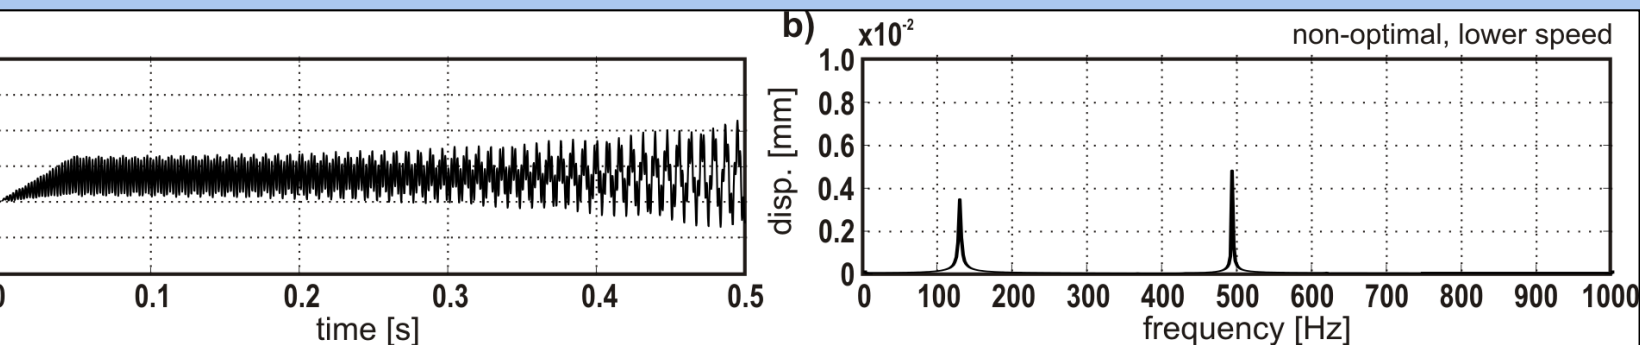 b)
x10-2
non-optimal, lower speed
1.0
0.8
0.6
0.4
0.2
0
disp. [mm]
0 0.1 0.2 0.3 0.4 0.5
time [s]
0 100 200 300 400 500 600 700 800 900 1000
frequency [Hz]